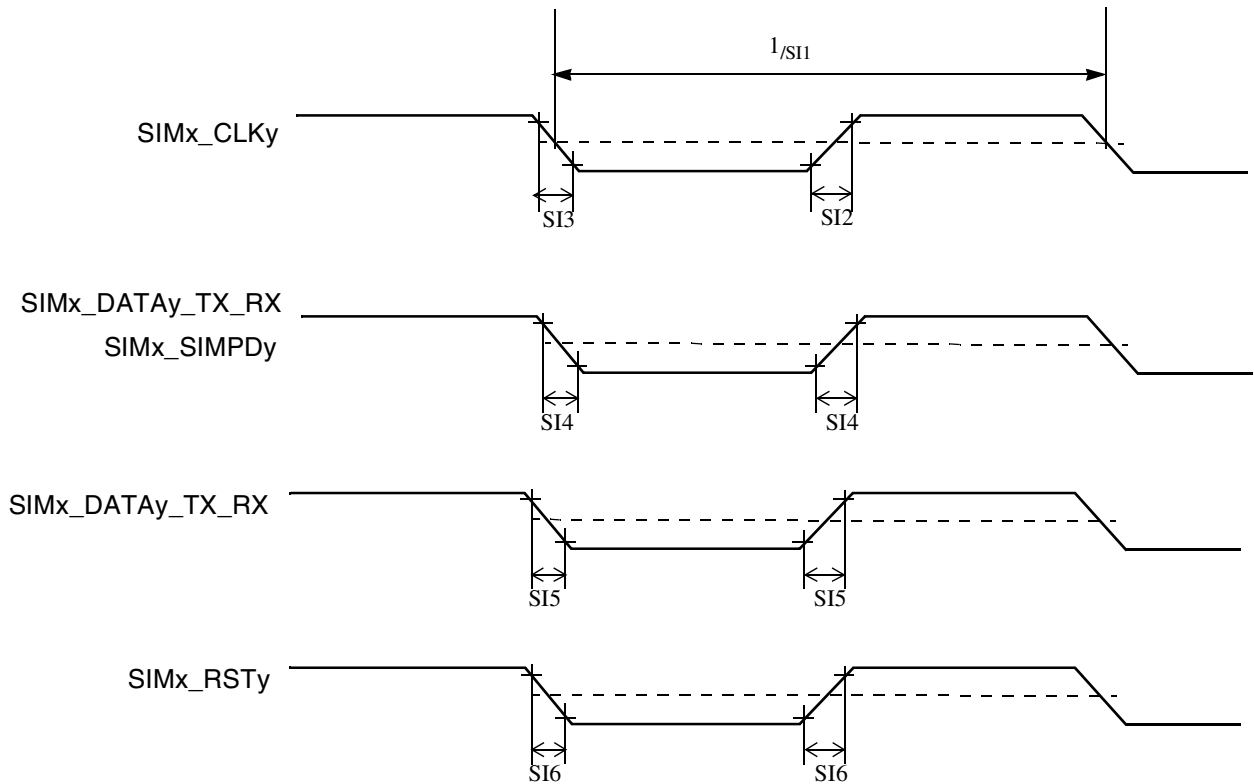 1/SI1
SIMx_CLKy
SI3 SI2
SIMx_DATAy_TX_RX
SIMx_SIMPDy
SI4 SI4
SIMx_DATAy_TX_RX
SI5 SI5
SIMx_RSTy
SI6 SI6